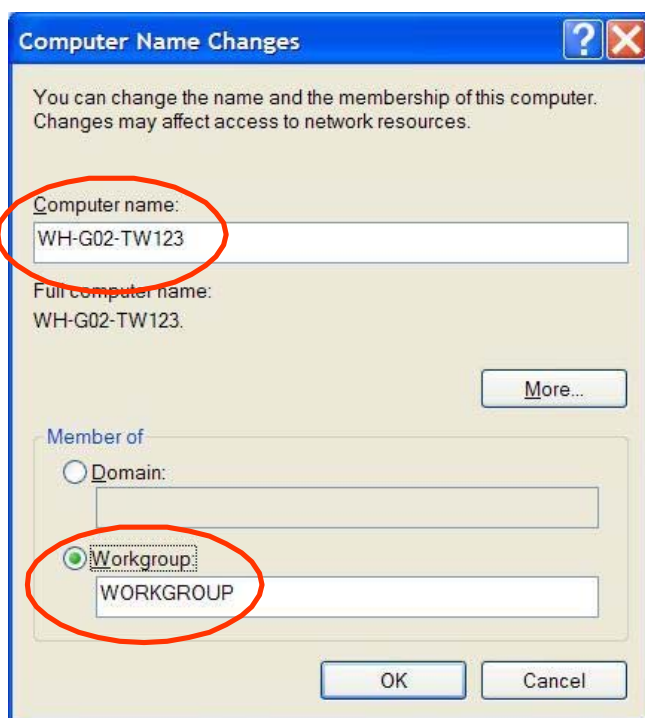 Computer Name Changes
You can change the name and the membership of this computer.
Changes may affect access to network resources.
Computer name:
WH-G02-TW123
Full computer name:
WH-G02-TW123.
More...
Member of
Domain:
Workgroup:
WORKGROUP
OK
Cancel